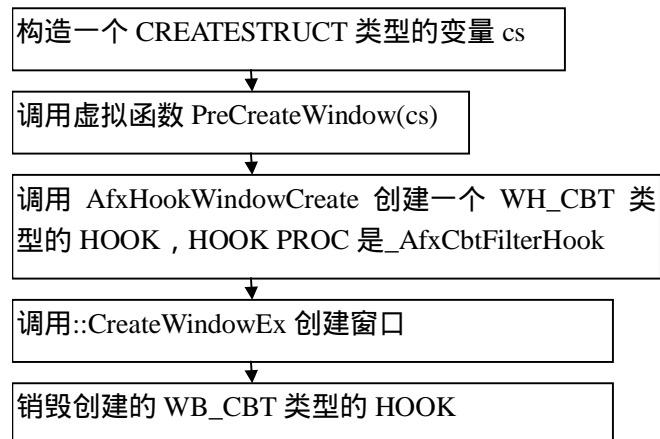 构造一个 CREATESTRUCT 类型的变量 cs
调用虚拟函数 PreCreateWindow(cs)
调用 AfxHookWindowCreate 创建一个 WH_CBT 类
型的 HOOK，HOOK PROC 是_AfxCbtFilterHook
调用::CreateWindowEx 创建窗口
销毁创建的 WB_CBT 类型的 HOOK